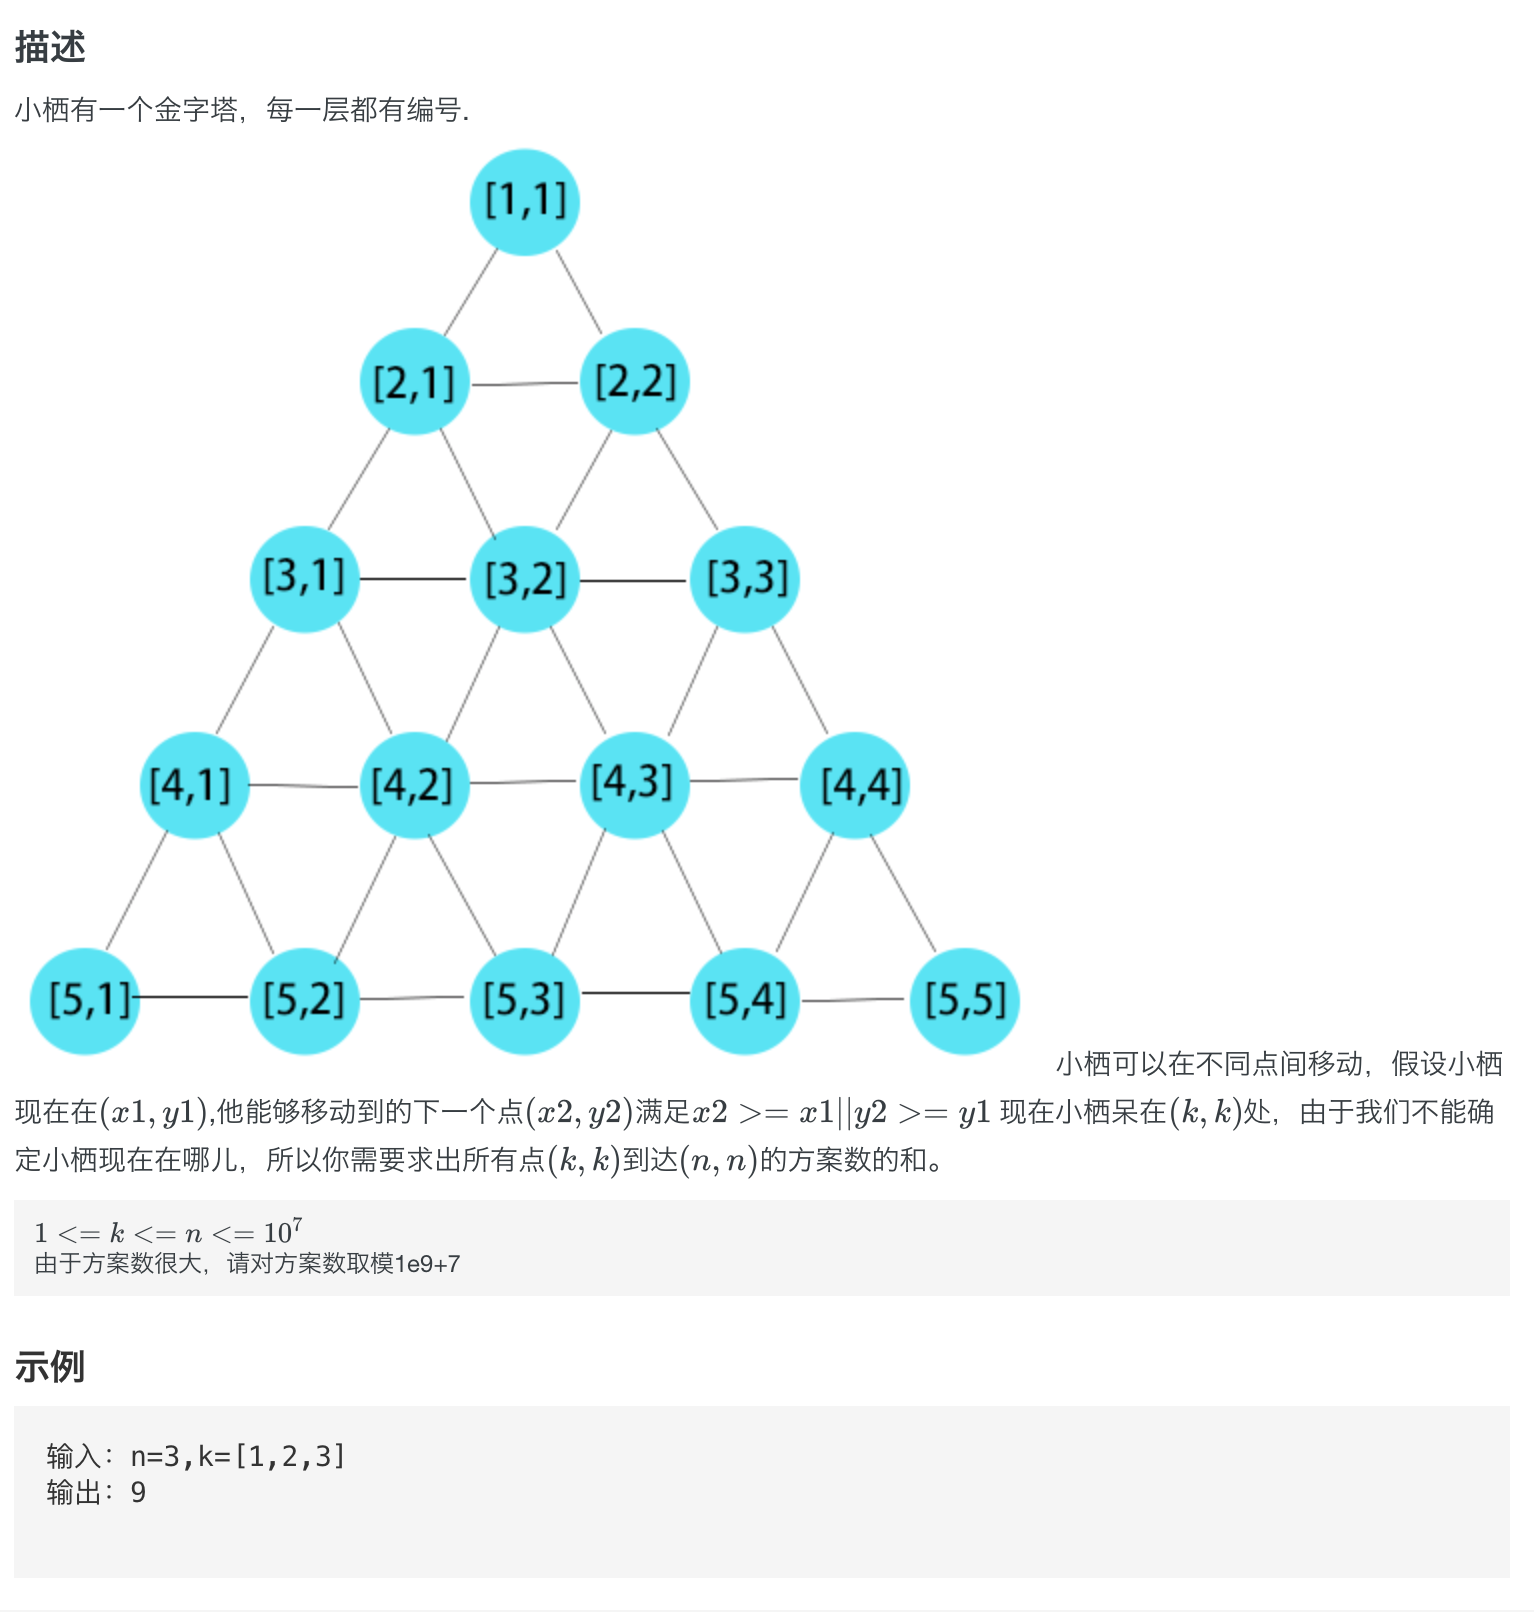 描述
小栖有一个金字塔，每一层都有编号.
[1,1]
[2,1] [2,2]
[3,1] [3,2] [3,3]
[4,1] [4,2] [4,3] [4,4]
[5,1] [5,2] [5,3] [5,4] [5,5]
小栖可以在不同点间移动，假设小栖
现在在(x1, y1),他能够移动到的下一个点(x2, y2)满足x2 >= x1||y2 >= y1 现在小栖呆在(k, k)处，由于我们不能确
定小栖现在在哪儿，所以你需要求出所有点(k, k)到达(n, n)的方案数的和。
1 <= k <= n <= 10⁷
由于方案数很大，请对方案数取模1e9+7
示例
输入：n=3,k=[1,2,3]
输出：9